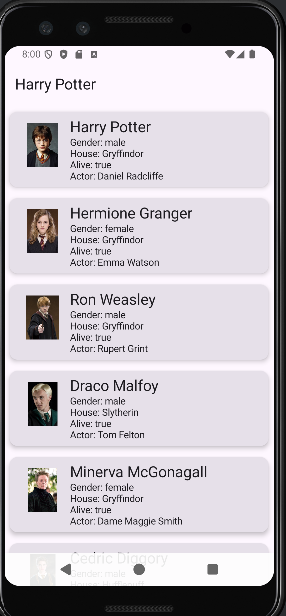 8:00
Harry Potter
Harry Potter
Gender: male
House: Gryffindor
Alive: true
Actor: Daniel Radcliffe
Hermione Granger
Gender: female
House: Gryffindor
Alive: true
Actor: Emma Watson
Ron Weasley
Gender: male
House: Gryffindor
Alive: true
Actor: Rupert Grint
Draco Malfoy
Gender: male
House: Slytherin
Alive: true
Actor: Tom Felton
Minerva McGonagall
Gender: female
House: Gryffindor
Alive: true
Actor: Dame Maggie Smith
Cedric Diggory
Gender: male
House: Hufflepuff